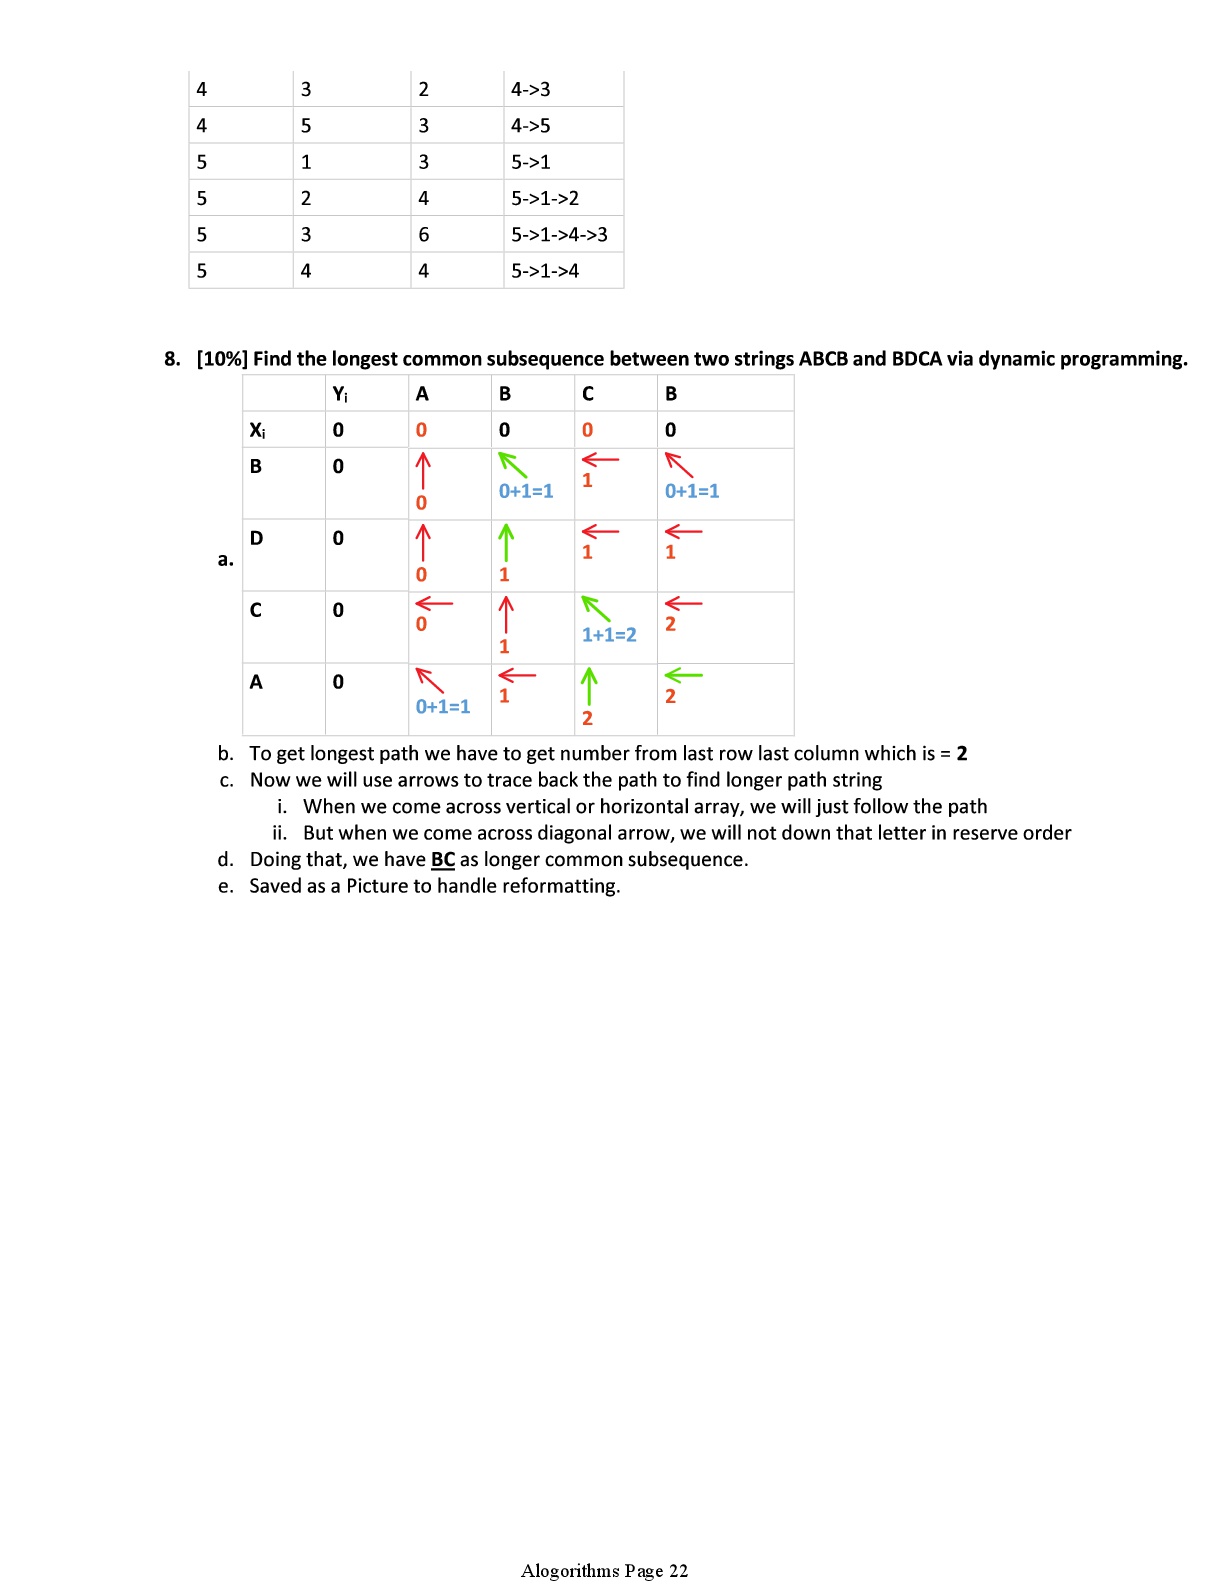 4 3 2 4->3
4 5 3 4->5
5 1 3 5->1
5 2 4 5->1->2
5 3 6 5->1->4->3
5 4 4 5->1->4
8. [10%] Find the longest common subsequence between two strings ABCB and BDCA via dynamic programming.
Yi A B C B
Xi 0 0 0 0 0
B 0 ↑ 0 ↖ 0+1=1 ← 1 ↖ 0+1=1
a.
D 0 ↑ 0 ↑ 1 ← 1 ← 1
C 0 ← 0 ↑ 1 ↖ 1+1=2 ← 2
A 0 ↖ 0+1=1 ← 1 ↑ 2 ← 2
b. To get longest path we have to get number from last row last column which is = 2
c. Now we will use arrows to trace back the path to find longer path string
i. When we come across vertical or horizontal array, we will just follow the path
ii. But when we come across diagonal arrow, we will not down that letter in reserve order
d. Doing that, we have BC as longer common subsequence.
e. Saved as a Picture to handle reformatting.
Alogorithms Page 22